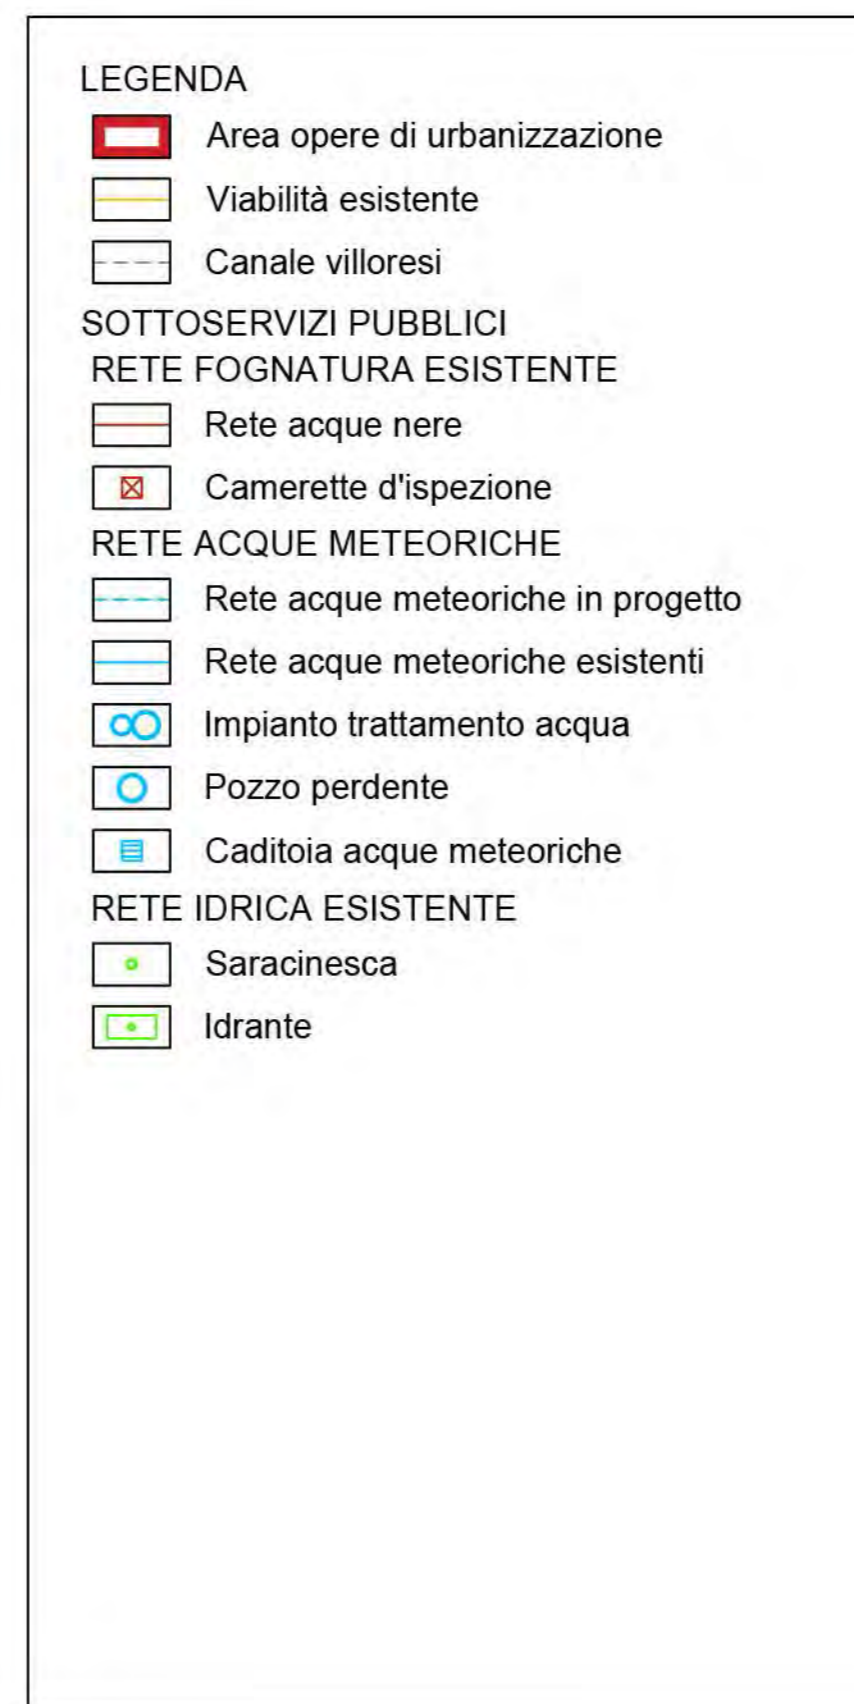 LEGENDA
Area opere di urbanizzazione
Viabilità esistente
Canale villoresi
SOTTOSERVIZI PUBBLICI
RETE FOGNATURA ESISTENTE
Rete acque nere
Camerette d'ispezione
RETE ACQUE METEORICHE
Rete acque meteoriche in progetto
Rete acque meteoriche esistenti
Impianto trattamento acqua
Pozzo perdente
Caditoia acque meteoriche
RETE IDRICA ESISTENTE
Saracinesca
Idrante